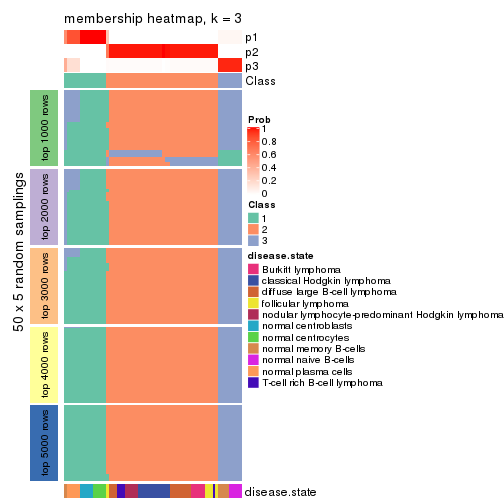 membership heatmap, k = 3
p1
p2
p3
Class
50 x 5 random samplings
top 1000 rows
top 2000 rows
top 3000 rows
top 4000 rows
top 5000 rows
disease.state
Prob
1
0.8
0.6
0.4
0.2
0
Class
1
2
3
disease.state
Burkitt lymphoma
classical Hodgkin lymphoma
diffuse large B-cell lymphoma
follicular lymphoma
nodular lymphocyte-predominant Hodgkin lymphoma
normal centroblasts
normal centrocytes
normal memory B-cells
normal naive B-cells
normal plasma cells
T-cell rich B-cell lymphoma